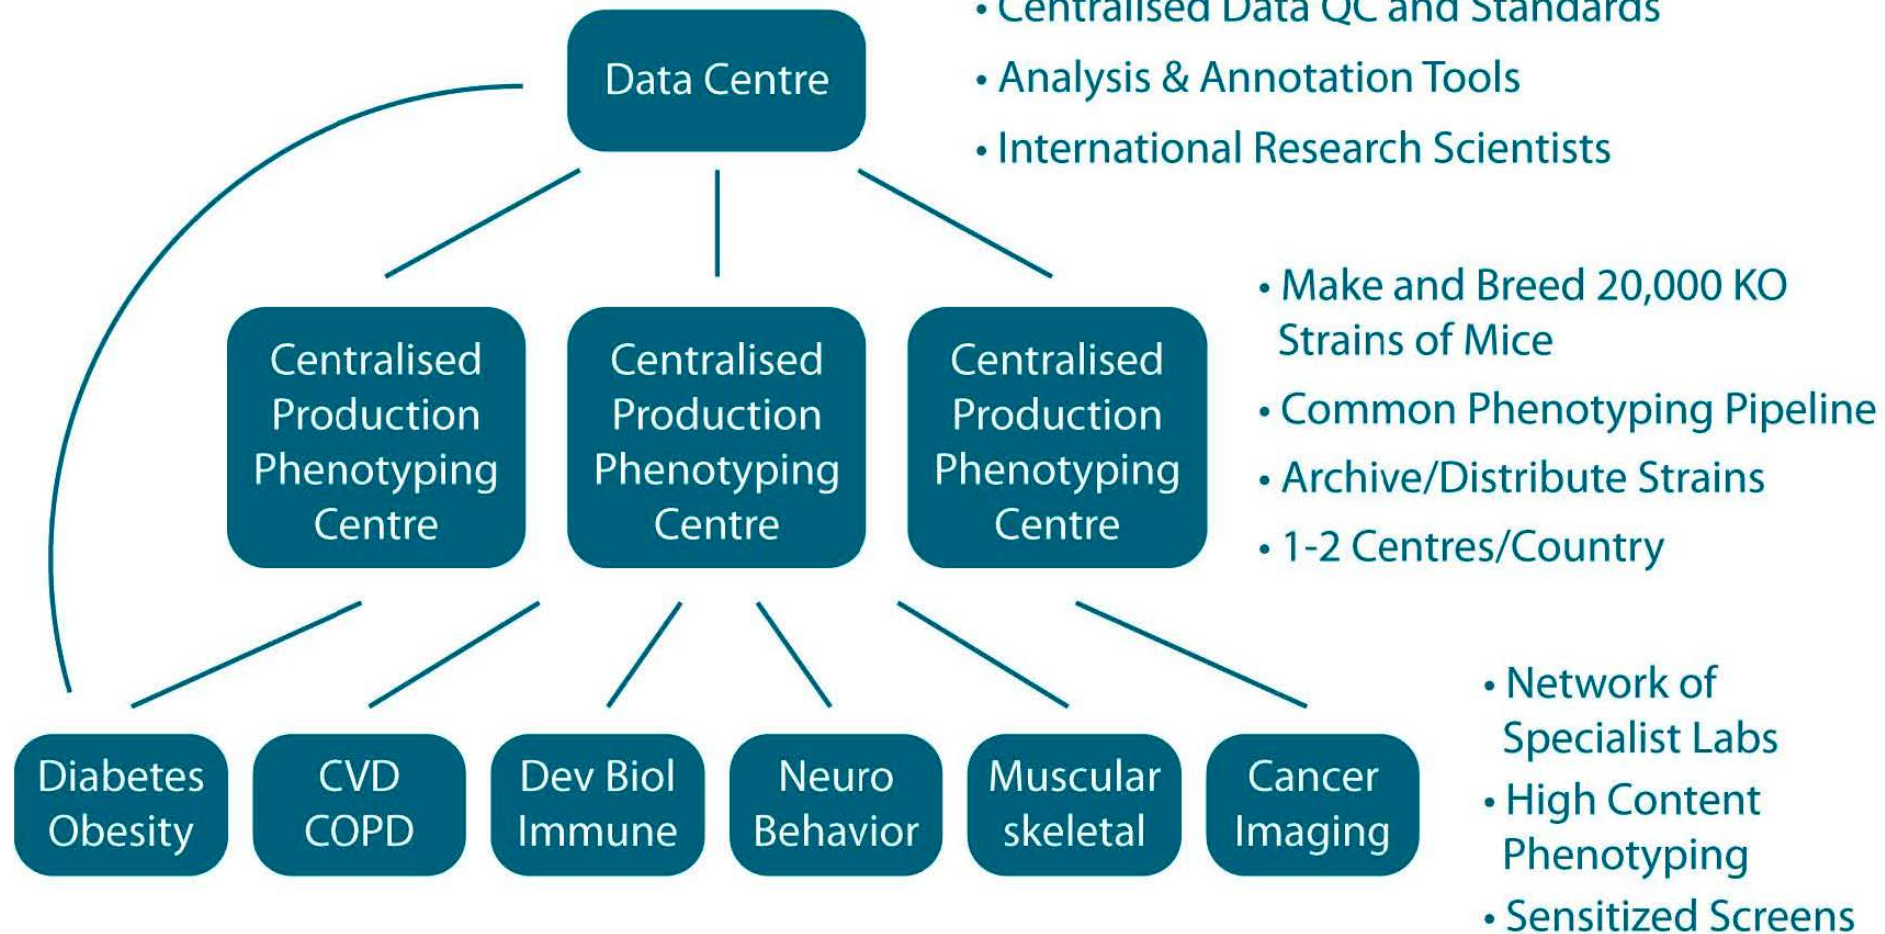 • Centralised Data QC and Standards
Data Centre
• Analysis & Annotation Tools
• International Research Scientists
Centralised
Production
Phenotyping
Centre
Centralised
Production
Phenotyping
Centre
Centralised
Production
Phenotyping
Centre
• Make and Breed 20,000 KO
Strains of Mice
• Common Phenotyping Pipeline
• Archive/Distribute Strains
• 1-2 Centres/Country
Diabetes
Obesity
CVD
COPD
Dev Biol
Immune
Neuro
Behavior
Muscular
skeletal
Cancer
Imaging
• Network of
Specialist Labs
• High Content
Phenotyping
• Sensitized Screens